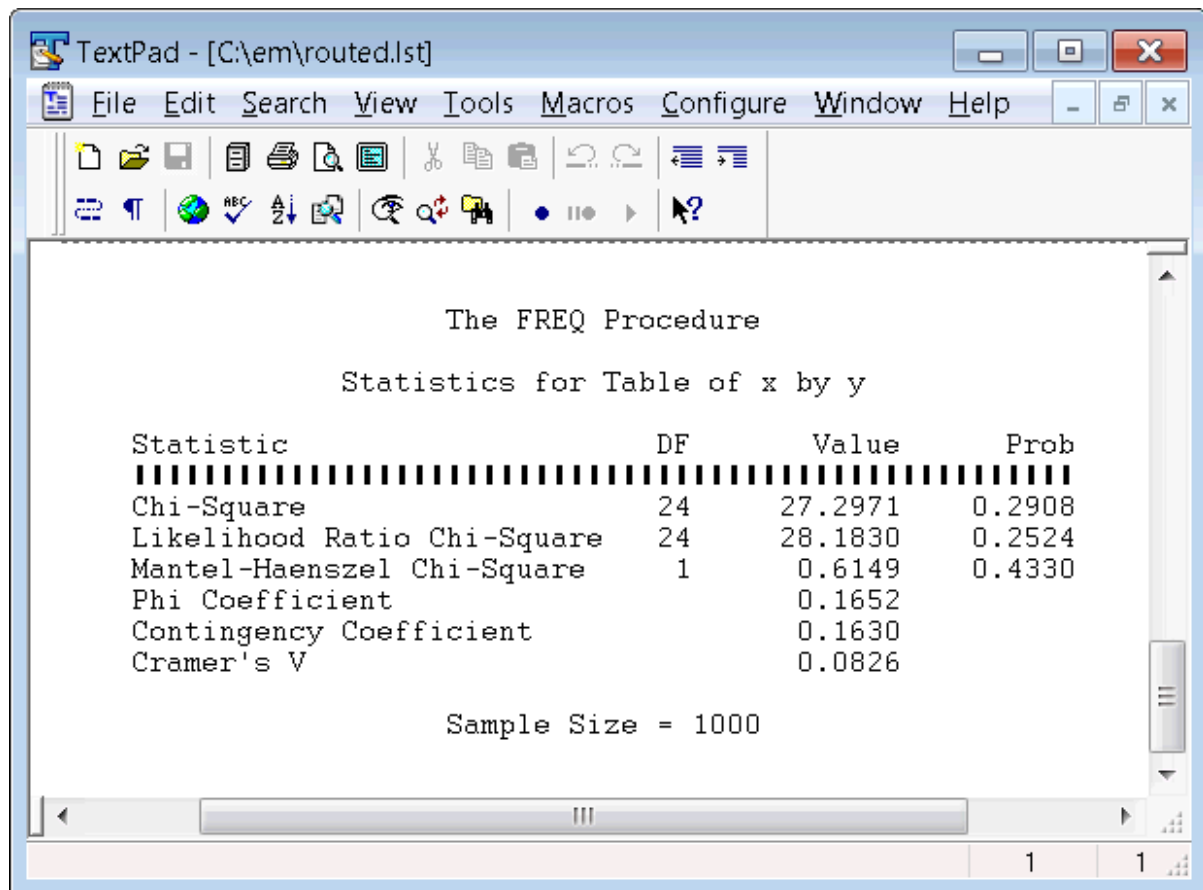 TextPad - [C:\em\routed.lst]
File Edit Search View Tools Macros Configure Window Help
The FREQ Procedure
Statistics for Table of x by y
Statistic DF Value Prob
Chi-Square 24 27.2971 0.2908
Likelihood Ratio Chi-Square 24 28.1830 0.2524
Mantel-Haenszel Chi-Square 1 0.6149 0.4330
Phi Coefficient 0.1652
Contingency Coefficient 0.1630
Cramer's V 0.0826
Sample Size = 1000
1 1